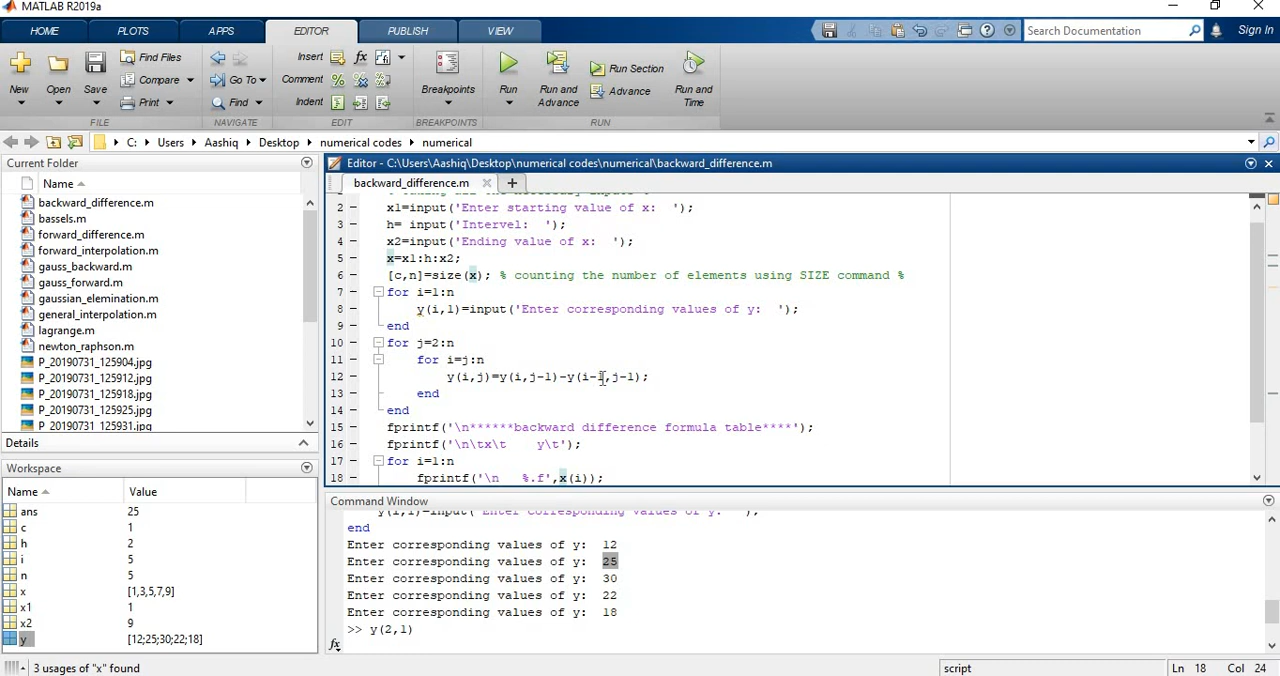 MATLAB R2019a
HOME PLOTS APPS EDITOR PUBLISH VIEW Search Documentation Sign In
New Open Save Find Files Compare Print
Go To Find
Insert fx Comment Indent
Breakpoints
Run Run and Advance Run Section Advance Run and Time
FILE NAVIGATE EDIT BREAKPOINTS RUN
C: Users Aashiq Desktop numerical codes numerical
Current Folder
Name
backward_difference.m
bassels.m
forward_difference.m
forward_interpolation.m
gauss_backward.m
gauss_forward.m
gaussian_elemination.m
general_interpolation.m
lagrange.m
newton_raphson.m
P_20190731_125904.jpg
P_20190731_125912.jpg
P_20190731_125918.jpg
P_20190731_125925.jpg
P_20190731_125931.jpg
Details
Workspace
Name Value
ans 25
c 1
h 2
i 5
n 5
x [1,3,5,7,9]
x1 1
x2 9
y [12;25;30;22;18]
Editor - C:\Users\Aashiq\Desktop\numerical codes\numerical\backward_difference.m
backward_difference.m
2 x1=input('Enter starting value of x:  ');
3 h= input('Intervel:  ');
4 x2=input('Ending value of x:  ');
5 x=x1:h:x2;
6 [c,n]=size(x); % counting the number of elements using SIZE command %
7 for i=1:n
8 y(i,1)=input('Enter corresponding values of y:  ');
9 end
10 for j=2:n
11 for i=j:n
12 y(i,j)=y(i,j-1)-y(i-1,j-1);
13 end
14 end
15 fprintf('\n******backward difference formula table****');
16 fprintf('\n\tx\t    y\t');
17 for i=1:n
18 fprintf('\n   %.f',x(i));
Command Window
y(i,1)=input('Enter corresponding values of y:  ');
end
Enter corresponding values of y:  12
Enter corresponding values of y:  25
Enter corresponding values of y:  30
Enter corresponding values of y:  22
Enter corresponding values of y:  18
>> y(2,1)
fx
3 usages of "x" found script Ln 18 Col 24